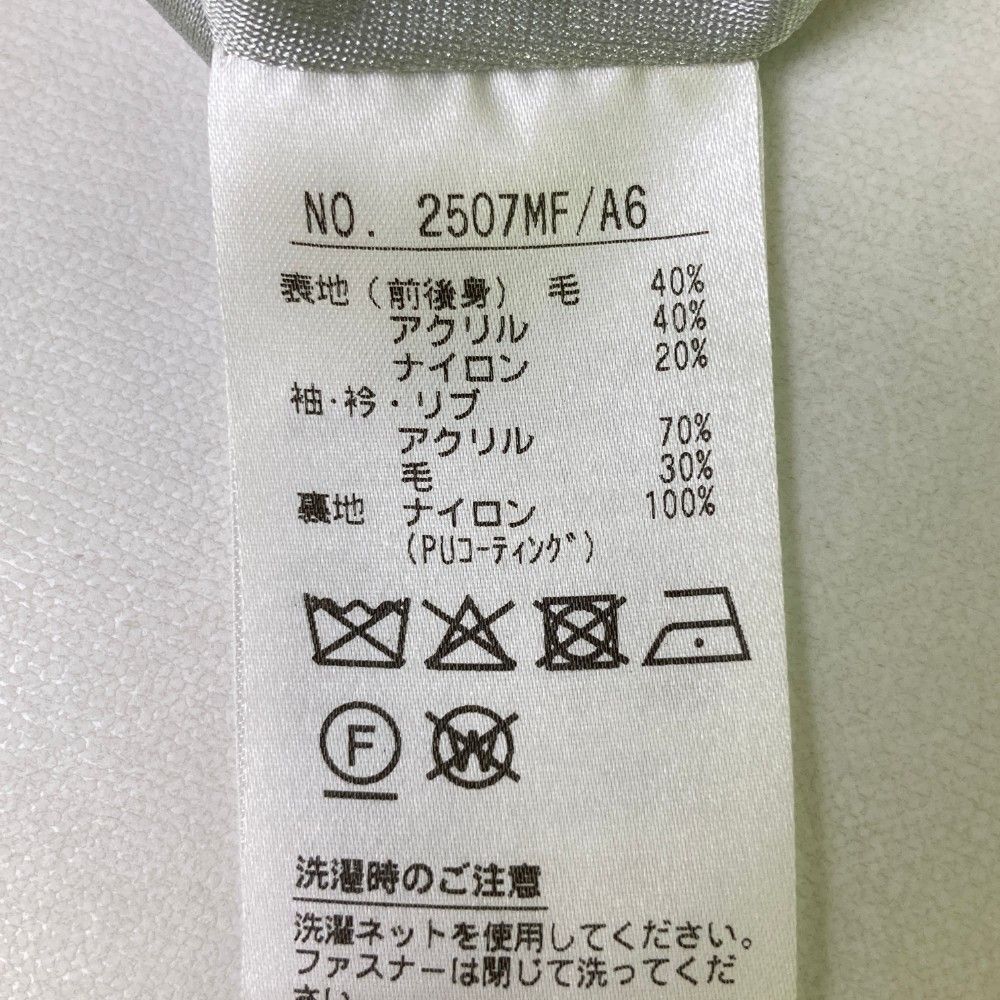 NO. 2507MF/A6
表地(前後身) 毛 40%
アクリル 40%
ナイロン 20%
袖・衿・リブ
アクリル 70%
毛 30%
裏地 ナイロン 100%
(PUコーティング)
F
W
洗濯時のご注意
洗濯ネットを使用してください。
ファスナーは閉じて洗ってくだ
さい。